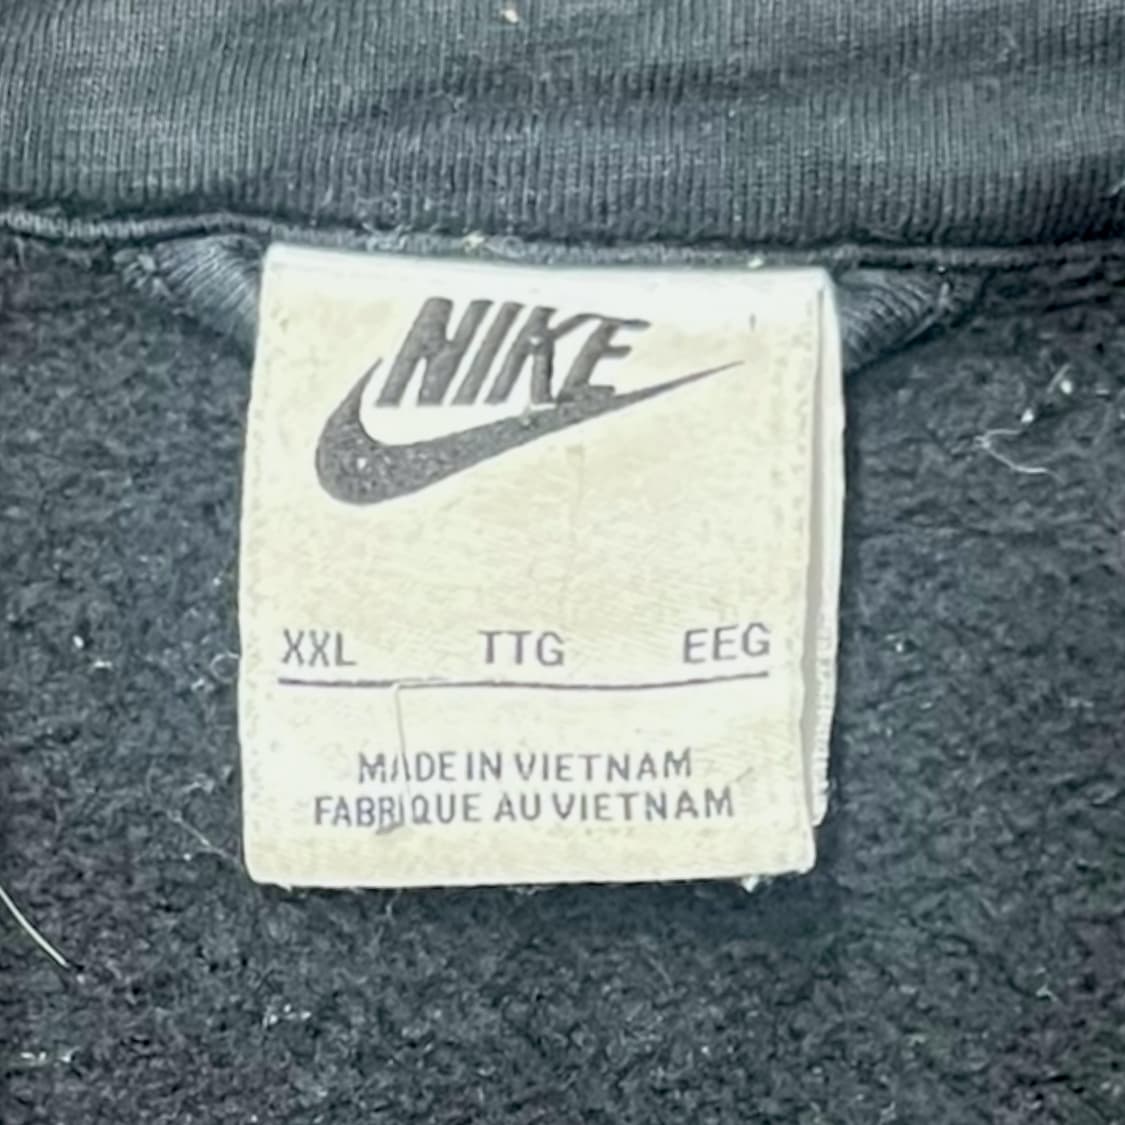 NIKE
XXL TTG EEG
MADE IN VIETNAM
FABRIQUE AU VIETNAM